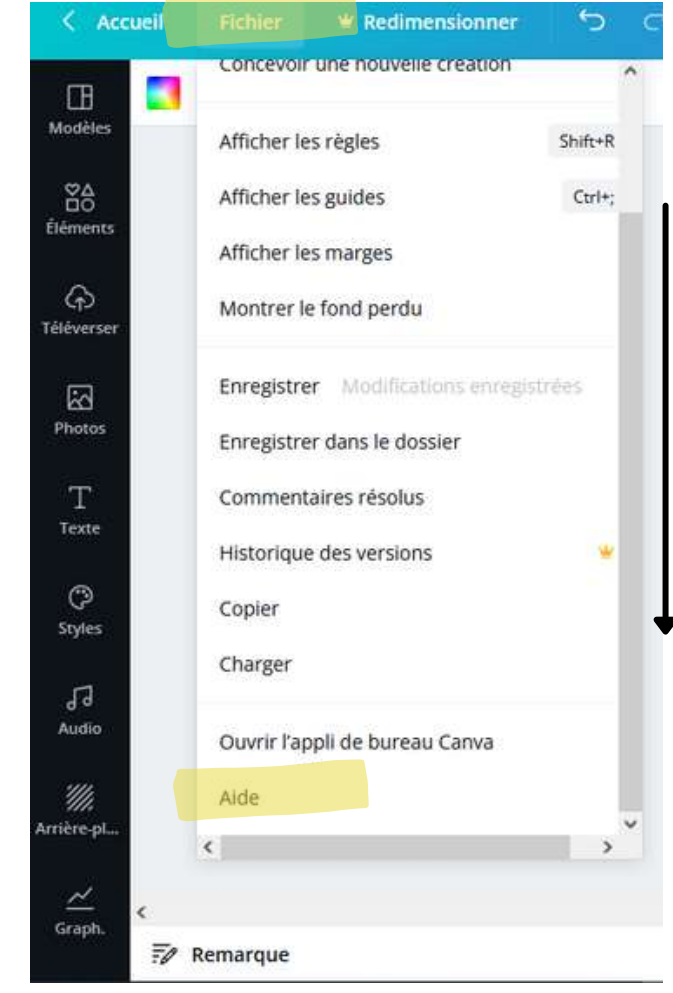 Accueil Fichier Redimensionner
Concevoir une nouvelle création
Modèles
Afficher les règles Shift+R
Afficher les guides Ctrl+;
Éléments
Afficher les marges
Montrer le fond perdu
Téléverser
Enregistrer Modifications enregistrées
Photos
Enregistrer dans le dossier
Commentaires résolus
Texte
Historique des versions
Copier
Styles
Charger
Audio
Ouvrir l'appli de bureau Canva
Aide
Arrière-pl...
Graph.
Remarque